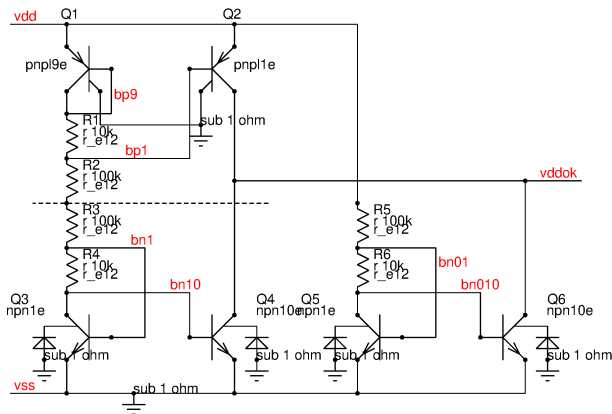 vdd
Q1
Q2
pnpl9e
pnpl1e
bp9
R1
r 10k
r_e12
sub 1 ohm
bp1
R2
r 100k
r_e12
vddok
R3
r 100k
r_e12
R5
r 100k
r_e12
bn1
R4
r 10k
r_e12
bn01
R6
r 10k
r_e12
bn10
bn010
Q3
npn1e
Q4
npn10e
Q5
npn1e
Q6
npn10e
sub 1 ohm
sub 1 ohm
sub 1 ohm
sub 1 ohm
vss
sub 1 ohm